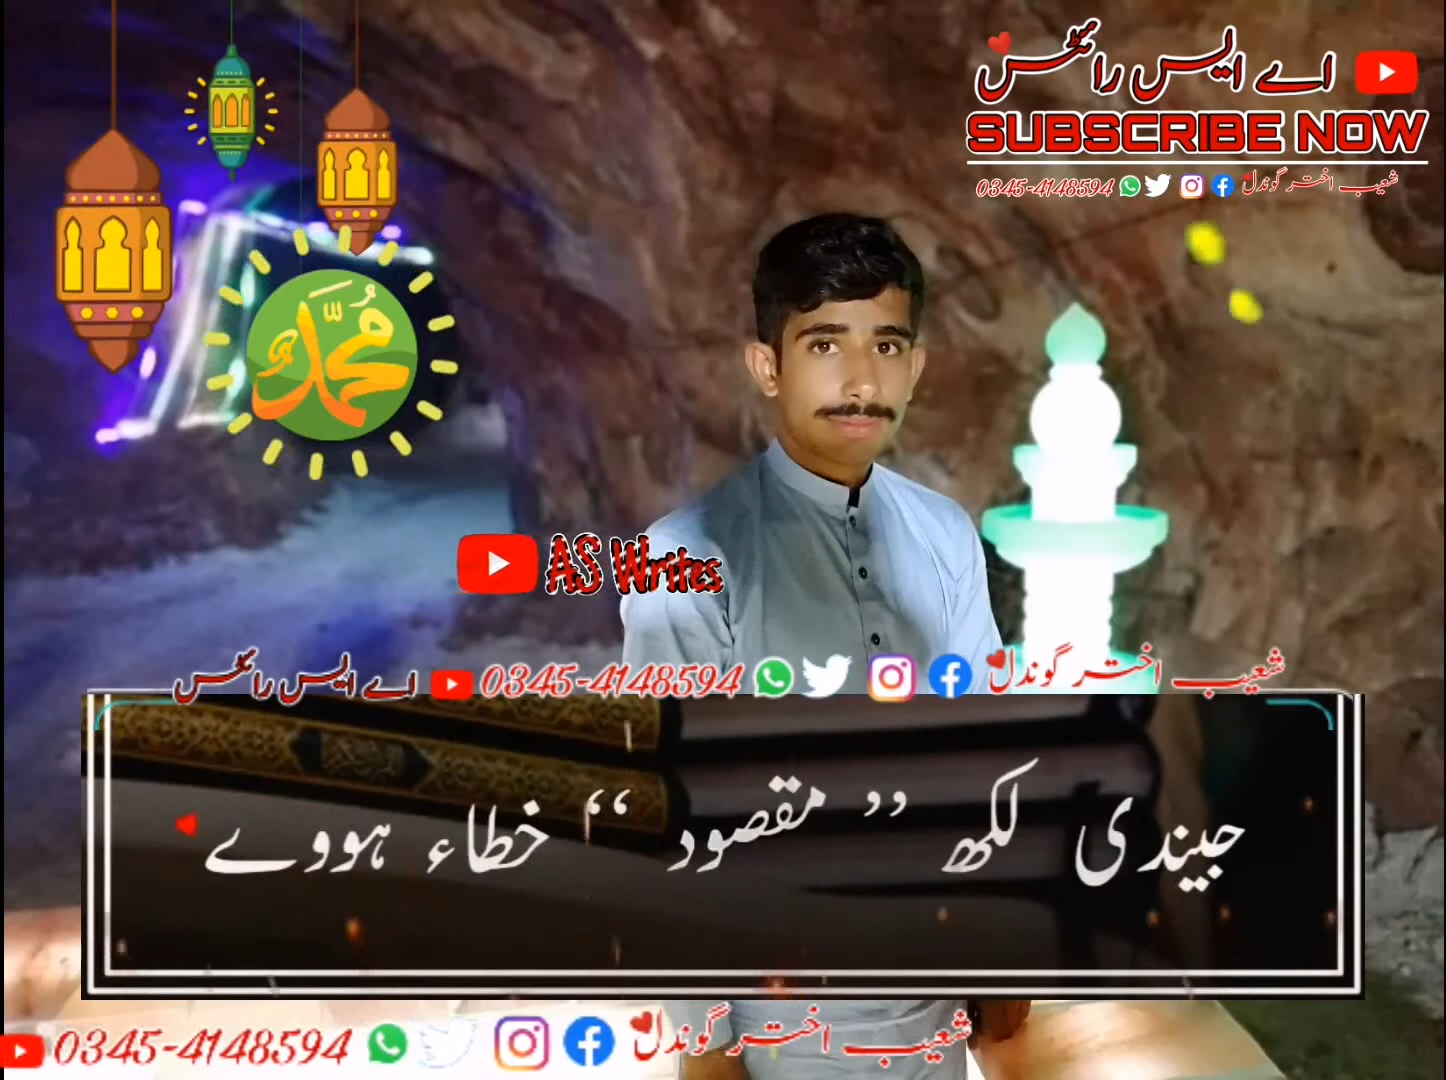 اے ایس رائٹس
SUBSCRIBE NOW
0345-4148594 شعیب اختر گوندل
مُحَمَّدٌ
AS Writes
اے ایس رائٹس 0345-4148594 شعیب اختر گوندل
جیندی لکھ ” مقصود “ خطاء ہووے
0345-4148594 شعیب اختر گوندل